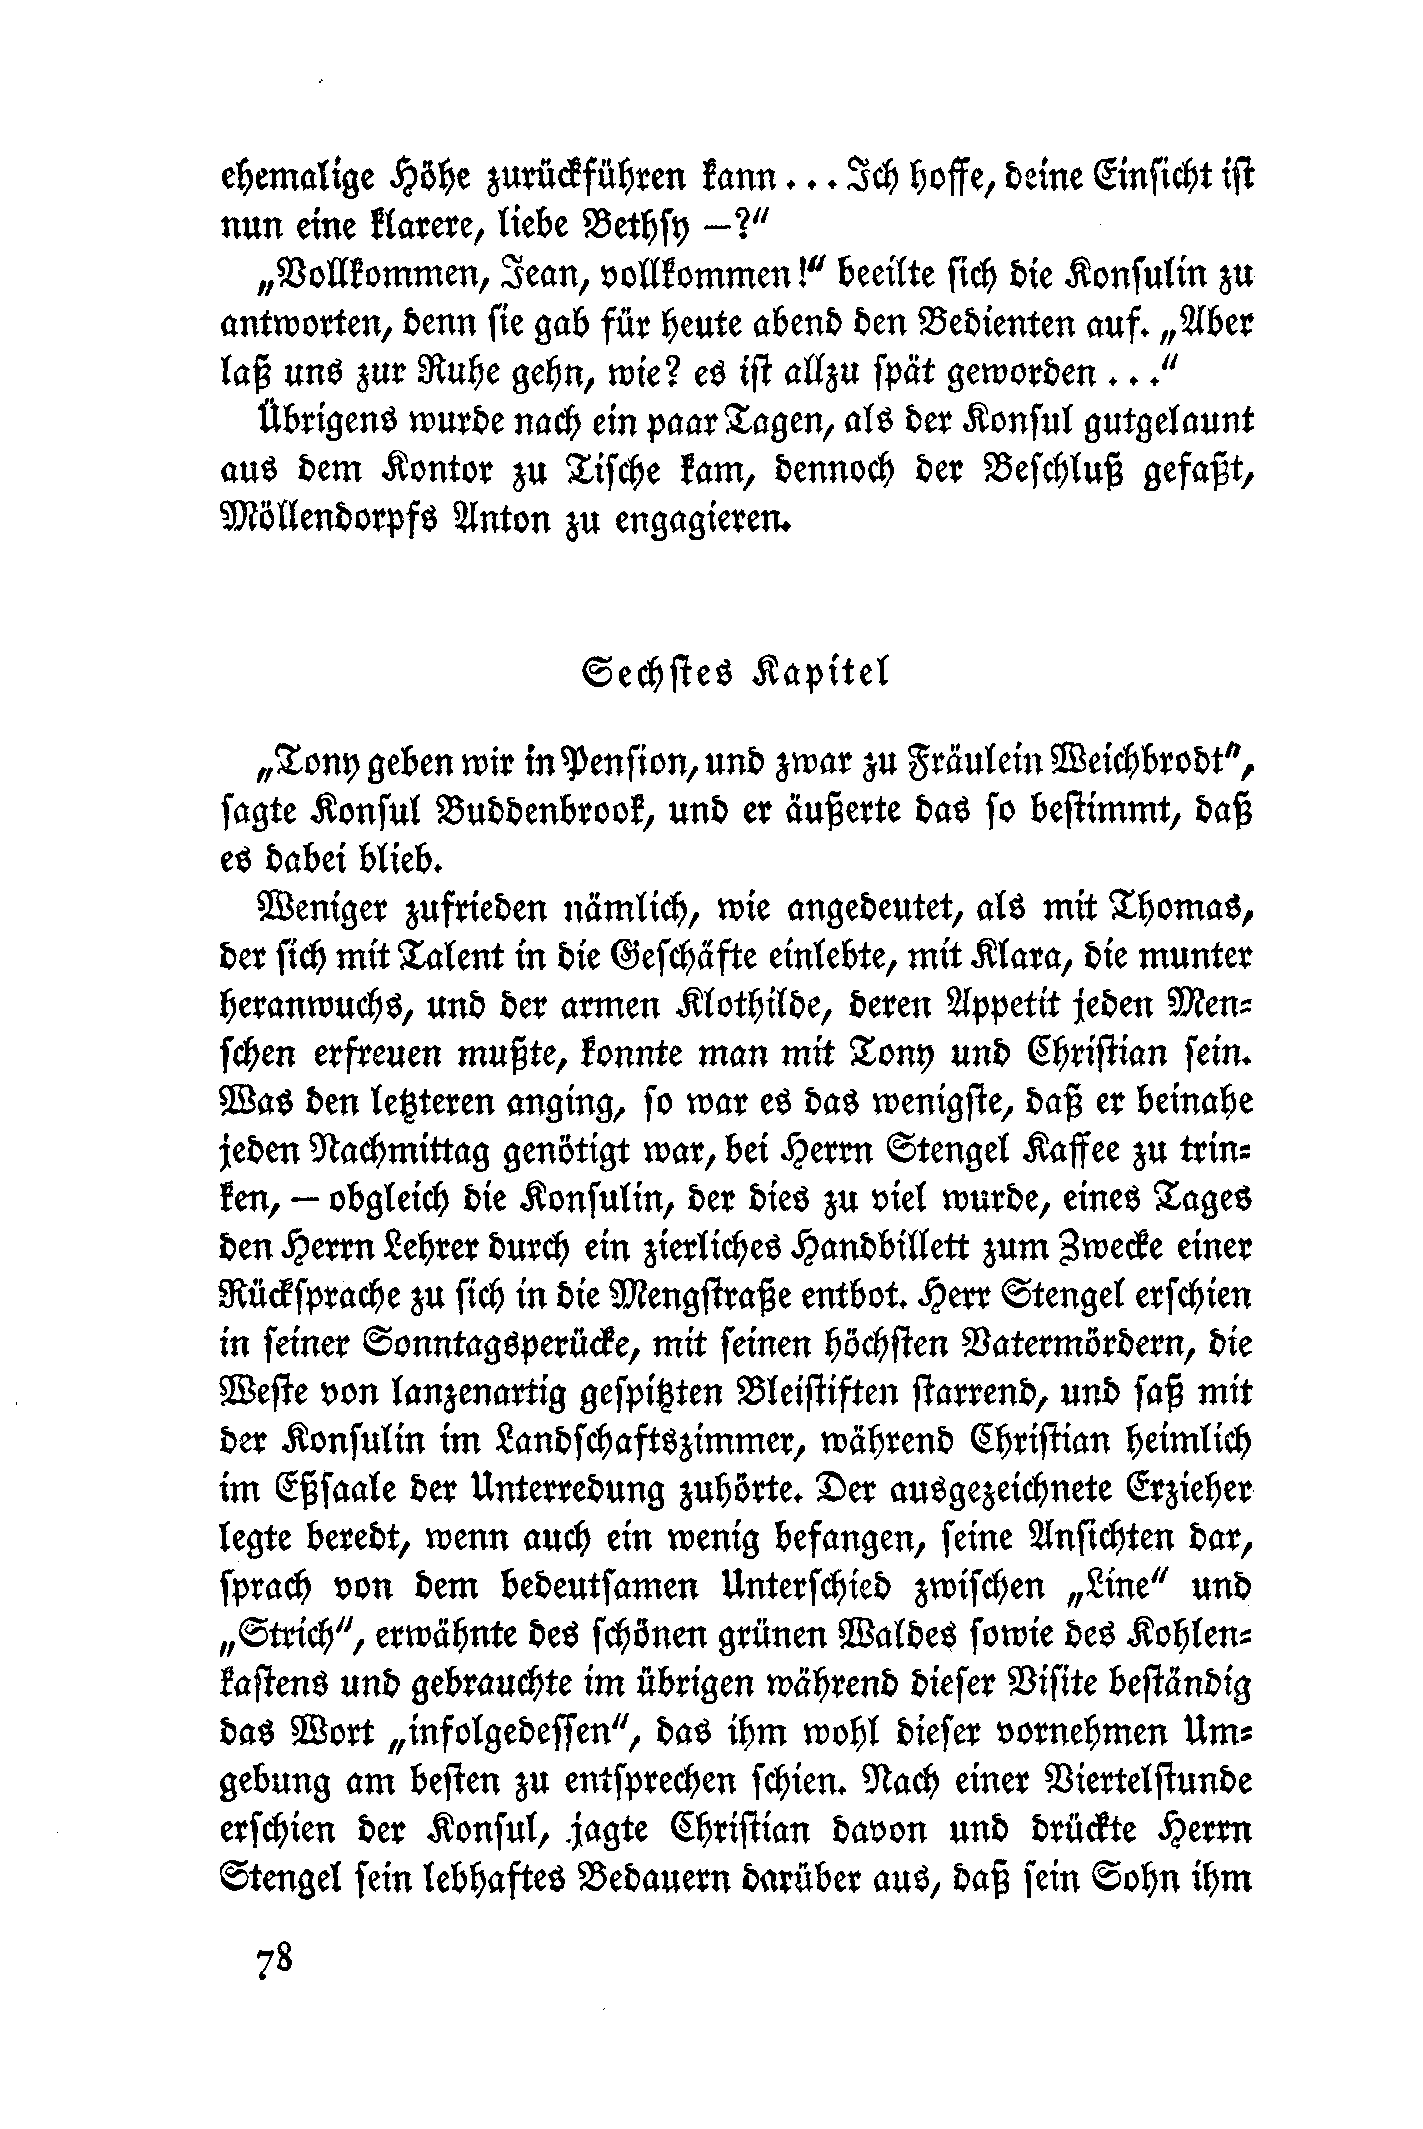 ehemalige Höhe zurückführen kann... Ich hoffe, deine Einsicht ist
nun eine klarere, liebe Bethsy —?“
„Vollkommen, Jean, vollkommen!“ beeilte sich die Konsulin zu
antworten, denn sie gab für heute abend den Bedienten auf. „Aber
laß uns zur Ruhe gehn, wie? es ist allzu spät geworden ...“
Übrigens wurde nach ein paar Tagen, als der Konsul gutgelaunt
aus dem Kontor zu Tische kam, dennoch der Beschluß gefaßt,
Möllendorpfs Anton zu engagieren.
Sechstes Kapitel
„Tony geben wir in Pension, und zwar zu Fräulein Weichbrodt“,
sagte Konsul Buddenbrook, und er äußerte das so bestimmt, daß
es dabei blieb.
Weniger zufrieden nämlich, wie angedeutet, als mit Thomas,
der sich mit Talent in die Geschäfte einlebte, mit Klara, die munter
heranwuchs, und der armen Klothilde, deren Appetit jeden Men-
schen erfreuen mußte, konnte man mit Tony und Christian sein.
Was den letzteren anging, so war es das wenigste, daß er beinahe
jeden Nachmittag genötigt war, bei Herrn Stengel Kaffee zu trin-
ken, — obgleich die Konsulin, der dies zu viel wurde, eines Tages
den Herrn Lehrer durch ein zierliches Handbillett zum Zwecke einer
Rücksprache zu sich in die Mengstraße entbot. Herr Stengel erschien
in seiner Sonntagsperücke, mit seinen höchsten Vatermördern, die
Weste von lanzenartig gespitzten Bleistiften starrend, und saß mit
der Konsulin im Landschaftszimmer, während Christian heimlich
im Eßsaale der Unterredung zuhörte. Der ausgezeichnete Erzieher
legte beredt, wenn auch ein wenig befangen, seine Ansichten dar,
sprach von dem bedeutsamen Unterschied zwischen „Line“ und
„Strich“, erwähnte des schönen grünen Waldes sowie des Kohlen-
kastens und gebrauchte im übrigen während dieser Visite beständig
das Wort „infolgedessen“, das ihm wohl dieser vornehmen Um-
gebung am besten zu entsprechen schien. Nach einer Viertelstunde
erschien der Konsul, jagte Christian davon und drückte Herrn
Stengel sein lebhaftes Bedauern darüber aus, daß sein Sohn ihm
78